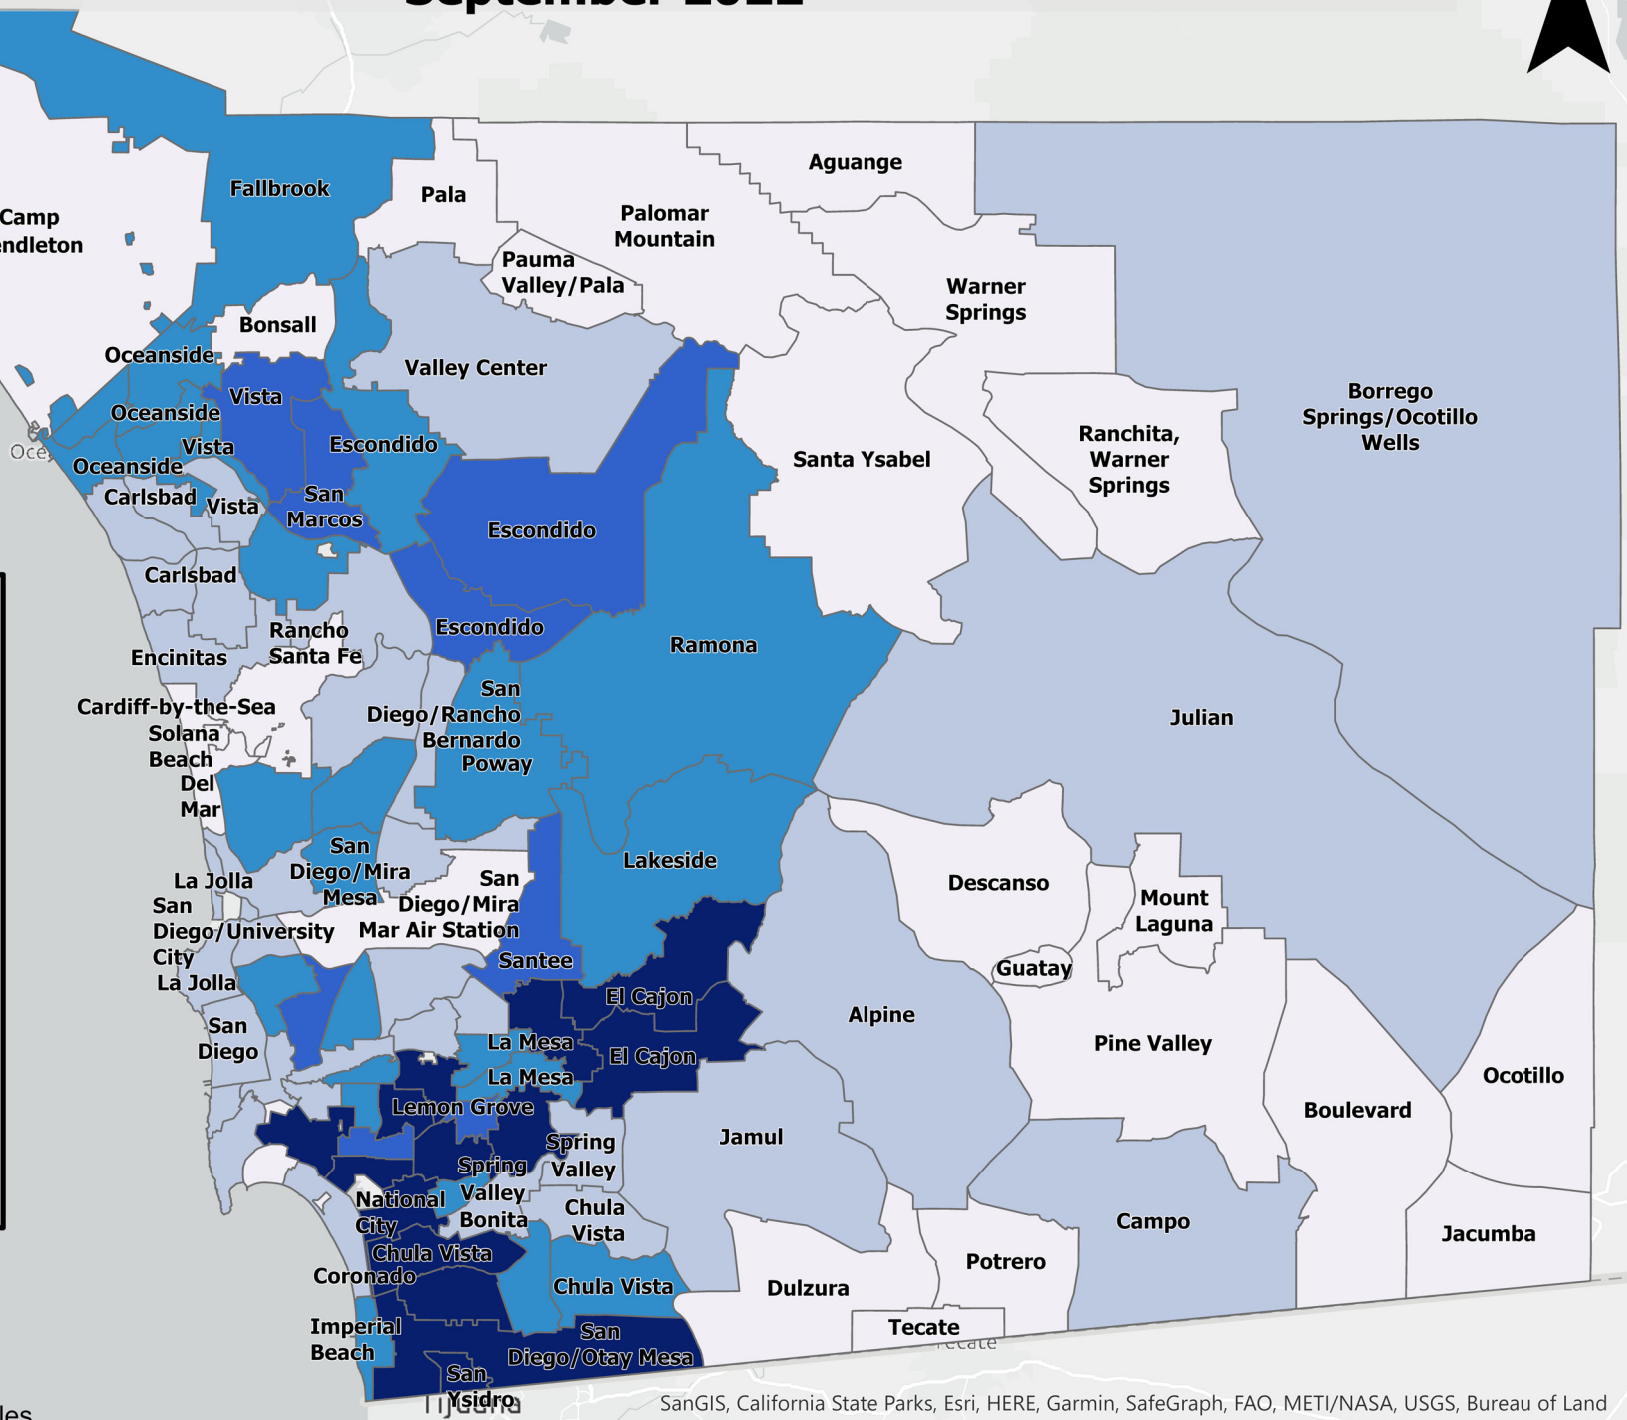 September 2022
Aguange
Fallbrook
Pala
Camp
endleton
Palomar
Mountain
Pauma
Valley/Pala
Warner
Springs
Bonsall
Oceanside
Valley Center
Vista
Borrego
Springs/Ocotillo
Wells
Oceanside
Vista
Escondido
Ranchita,
Warner
Springs
Santa Ysabel
Oce
Oceanside
Carlsbad
Vista
San
Marcos
Escondido
Carlsbad
Escondido
Rancho
Santa Fe
Ramona
Encinitas
San
Diego/Rancho
Bernardo
Cardiff-by-the-Sea
Julian
Solana
Beach
Poway
Del
Mar
San
Diego/Mira
Mesa
Lakeside
La Jolla
San
Diego/Mira
Mar Air Station
Descanso
Mount
Laguna
San
Diego/University
City
Santee
Guatay
La Jolla
El Cajon
Alpine
San
Diego
La Mesa
Pine Valley
El Cajon
La Mesa
Ocotillo
Lemon Grove
Boulevard
Jamul
Spring
Valley
Spring
Valley
National
City
Bonita
Chula
Vista
Campo
Jacumba
Chula Vista
Potrero
Coronado
Chula Vista
Dulzura
Imperial
Beach
San
Diego/Otay Mesa
Tecate
Tecate
San
Ysidro
Tijuana
les
SanGIS, California State Parks, Esri, HERE, Garmin, SafeGraph, FAO, METI/NASA, USGS, Bureau of Land